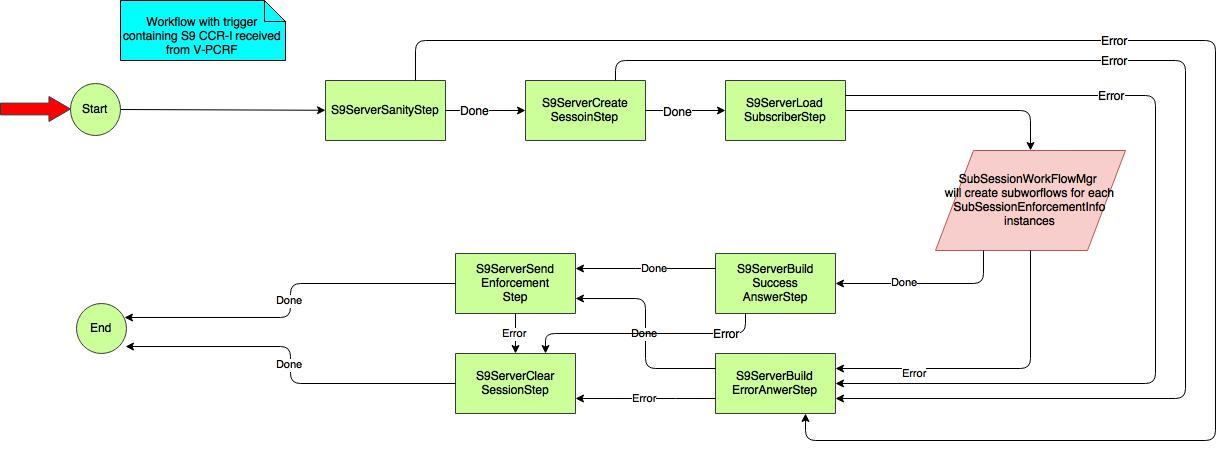 Workflow with trigger
containing S9 CCR-I received
from V-PCRF
Error
Error
Start
S9ServerSanityStep
Done
S9ServerCreate
SessoinStep
Done
S9ServerLoad
SubscriberStep
Error
SubSessionWorkFlowMgr
will create subworflows for each
SubSessionEnforcementInfo
instances
S9ServerSend
Enforcement
Step
Done
S9ServerBuild
Success
AnswerStep
Done
Done
End
Error
Done
Error
Done
S9ServerClear
SessionStep
Error
S9ServerBuild
ErrorAnwerStep
Error